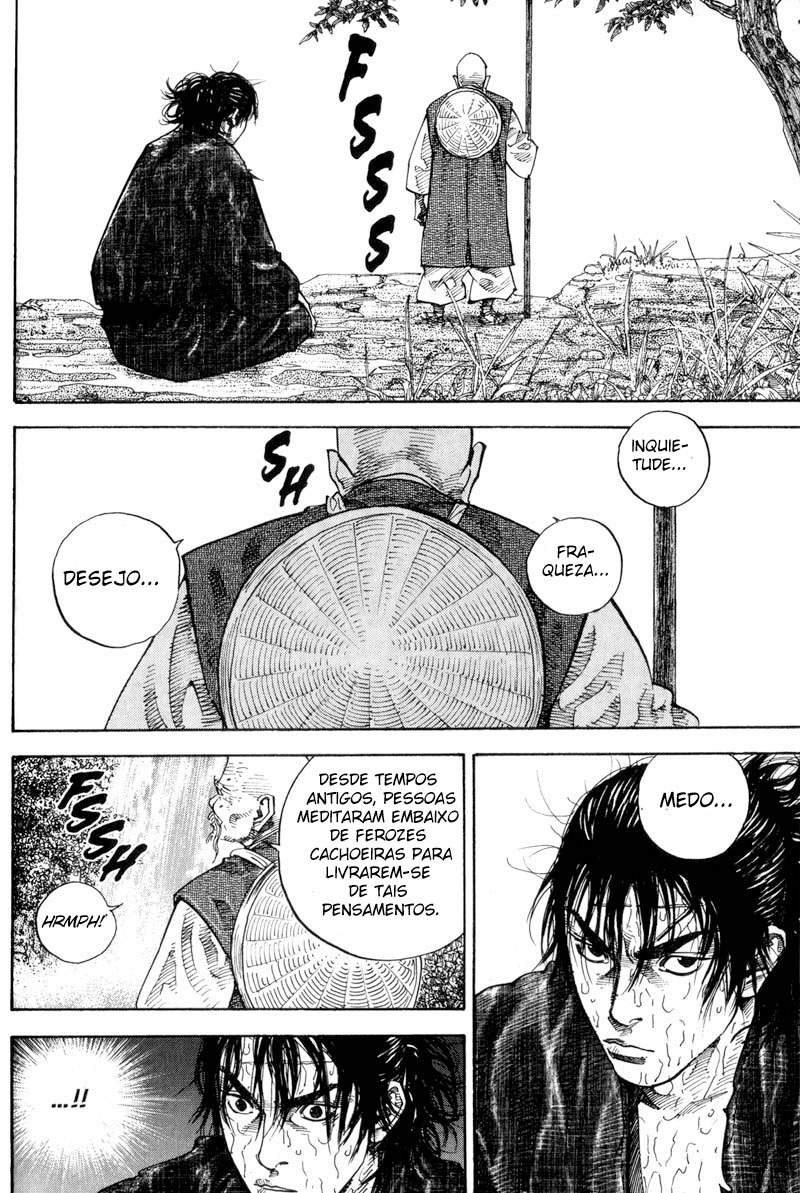 FSSS
SH
INQUIE-
TUDE...
FRA-
QUEZA...
DESEJO...
MEDO...
DESDE TEMPOS
ANTIGOS, PESSOAS
MEDITARAM EMBAIXO
DE FEROZES
CACHOEIRAS PARA
LIVRAREM-SE
DE TAIS
PENSAMENTOS.
FSSH
HRMPH!
...!!